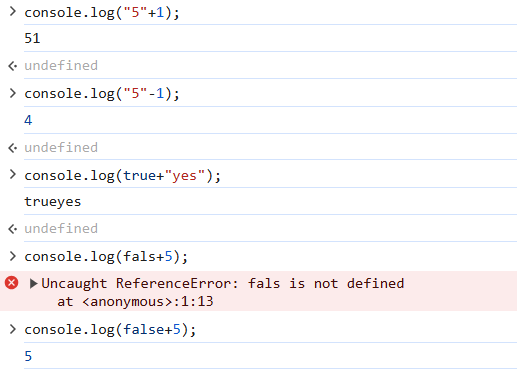 console.log("5"+1);
51
undefined
console.log("5"-1);
4
undefined
console.log(true+"yes");
trueyes
undefined
console.log(fals+5);
Uncaught ReferenceError: fals is not defined
at <anonymous>:1:13
console.log(false+5);
5